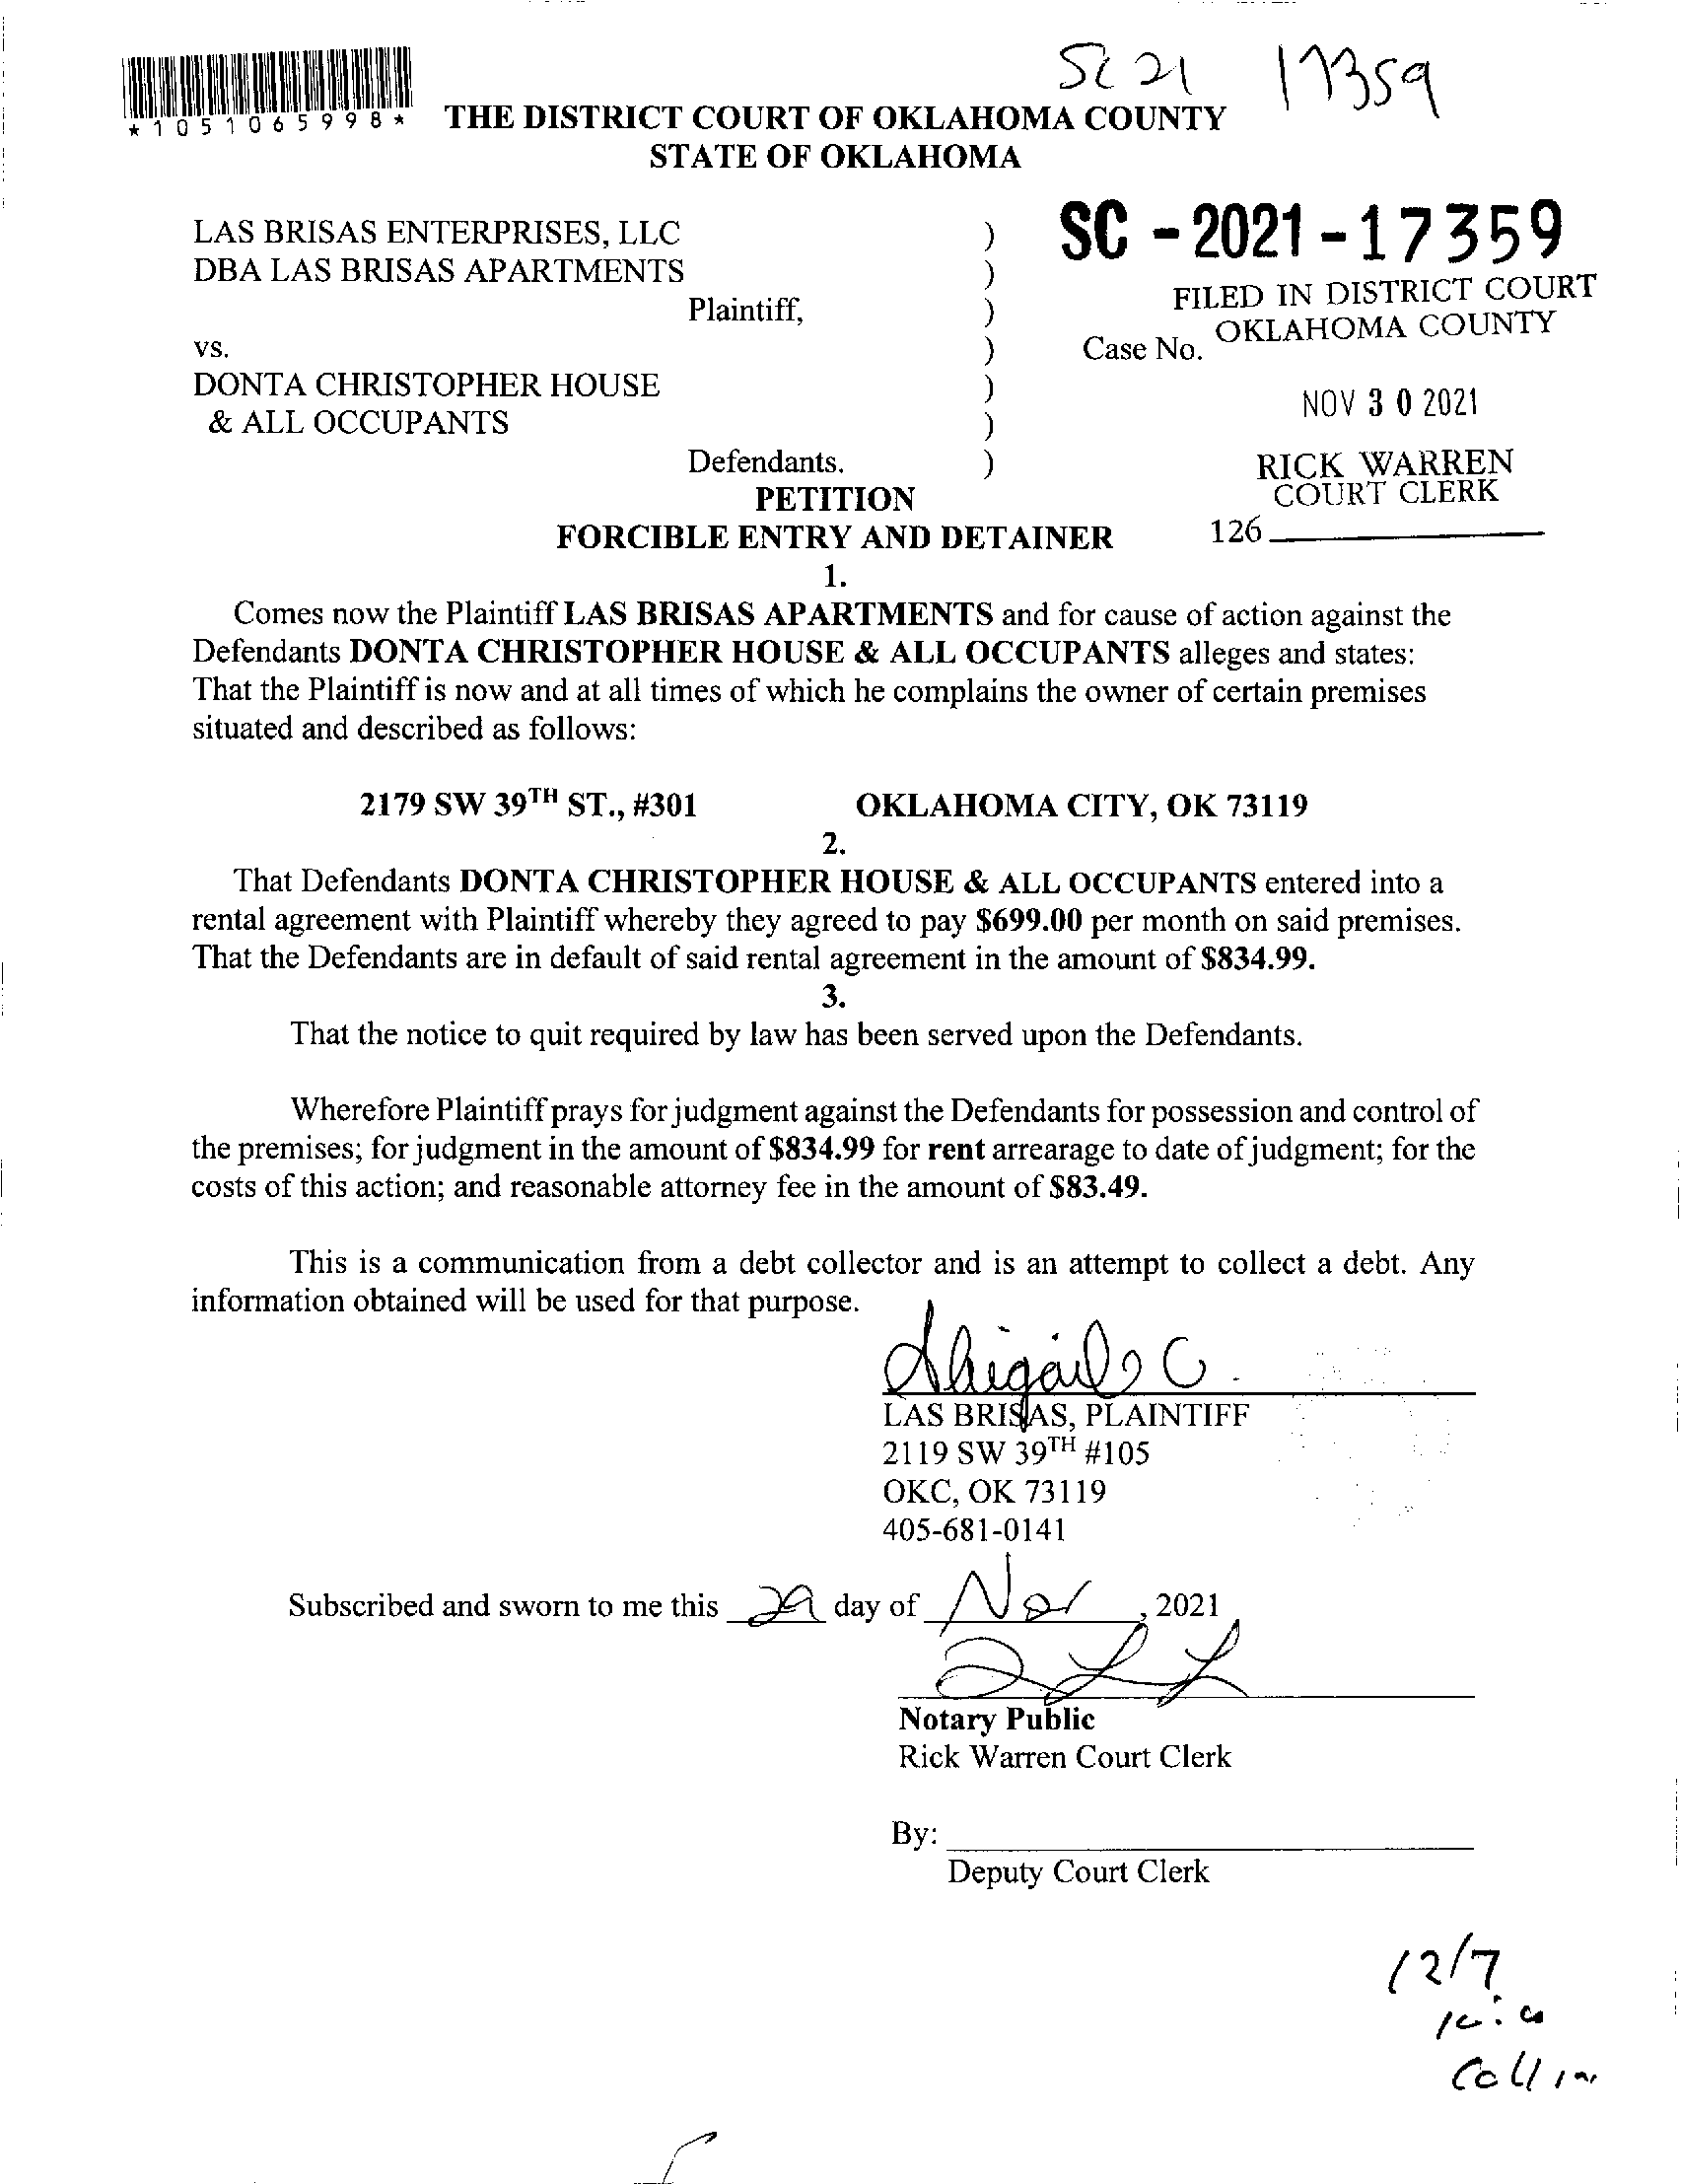 SC 21 17359
*1051065998*
THE DISTRICT COURT OF OKLAHOMA COUNTY
STATE OF OKLAHOMA
SC - 2021 - 17359
LAS BRISAS ENTERPRISES, LLC )
DBA LAS BRISAS APARTMENTS )
Plaintiff, )
FILED IN DISTRICT COURT
OKLAHOMA COUNTY
vs. ) Case No.
DONTA CHRISTOPHER HOUSE )
NOV 30 2021
& ALL OCCUPANTS )
Defendants. )
RICK WARREN
COURT CLERK
126
PETITION
FORCIBLE ENTRY AND DETAINER
1.
Comes now the Plaintiff LAS BRISAS APARTMENTS and for cause of action against the
Defendants DONTA CHRISTOPHER HOUSE & ALL OCCUPANTS alleges and states:
That the Plaintiff is now and at all times of which he complains the owner of certain premises
situated and described as follows:
2179 SW 39TH ST., #301 OKLAHOMA CITY, OK 73119
2.
That Defendants DONTA CHRISTOPHER HOUSE & ALL OCCUPANTS entered into a
rental agreement with Plaintiff whereby they agreed to pay $699.00 per month on said premises.
That the Defendants are in default of said rental agreement in the amount of $834.99.
3.
That the notice to quit required by law has been served upon the Defendants.
Wherefore Plaintiff prays for judgment against the Defendants for possession and control of
the premises; for judgment in the amount of $834.99 for rent arrearage to date of judgment; for the
costs of this action; and reasonable attorney fee in the amount of $83.49.
This is a communication from a debt collector and is an attempt to collect a debt. Any
information obtained will be used for that purpose.
Abigail C.
LAS BRISAS, PLAINTIFF
2119 SW 39TH #105
OKC, OK 73119
405-681-0141
Subscribed and sworn to me this 29 day of Nov, 2021
Notary Public
Rick Warren Court Clerk
By:
Deputy Court Clerk
12/7